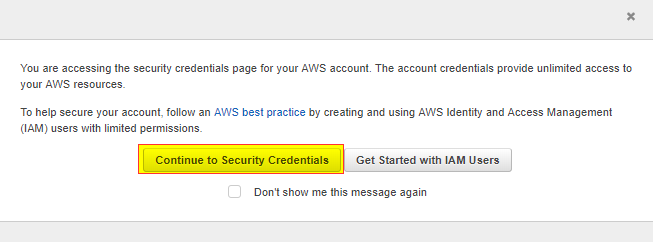 You are accessing the security credentials page for your AWS account. The account credentials provide unlimited access to
your AWS resources.
To help secure your account, follow an AWS best practice by creating and using AWS Identity and Access Management
(IAM) users with limited permissions.
Continue to Security Credentials Get Started with IAM Users
Don't show me this message again